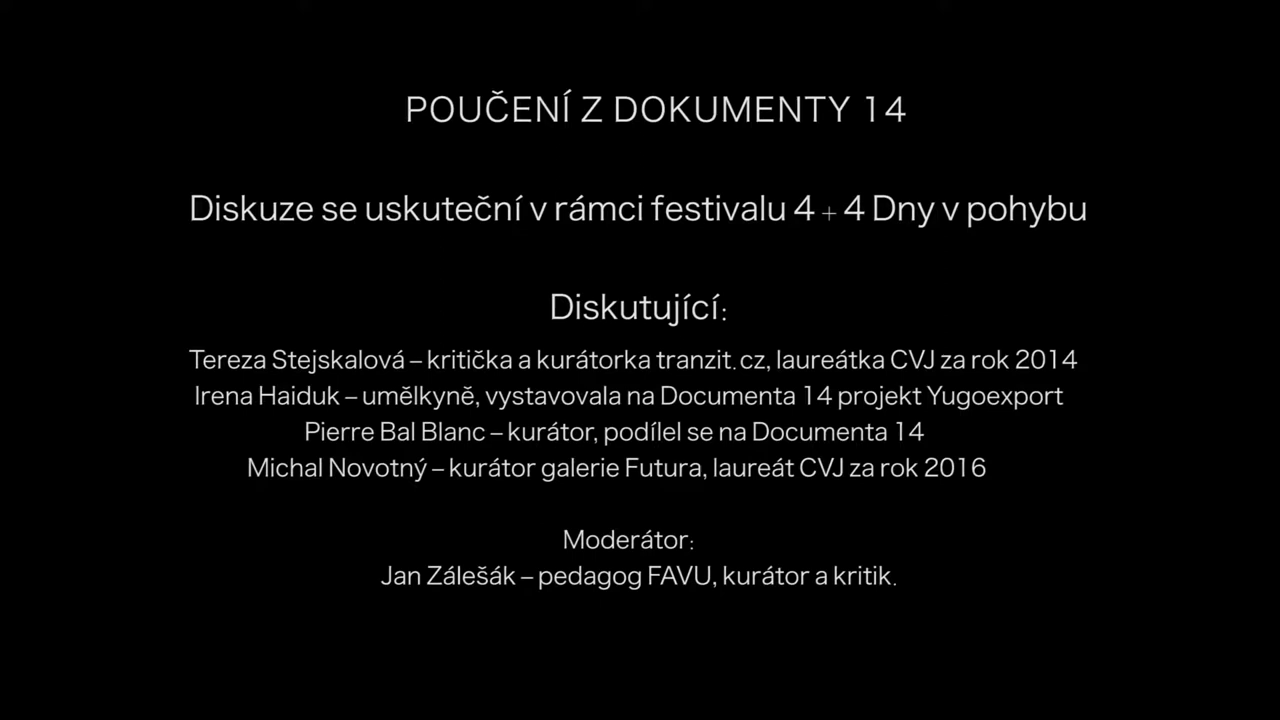 POUČENÍ Z DOKUMENTY 14
Diskuze se uskuteční v rámci festivalu 4 + 4 Dny v pohybu
Diskutující:
Tereza Stejskalová – kritička a kurátorka tranzit.cz, laureátka CVJ za rok 2014
Irena Haiduk – umělkyně, vystavovala na Documenta 14 projekt Yugoexport
Pierre Bal Blanc – kurátor, podílel se na Documenta 14
Michal Novotný – kurátor galerie Futura, laureát CVJ za rok 2016
Moderátor:
Jan Zálešák – pedagog FAVU, kurátor a kritik.